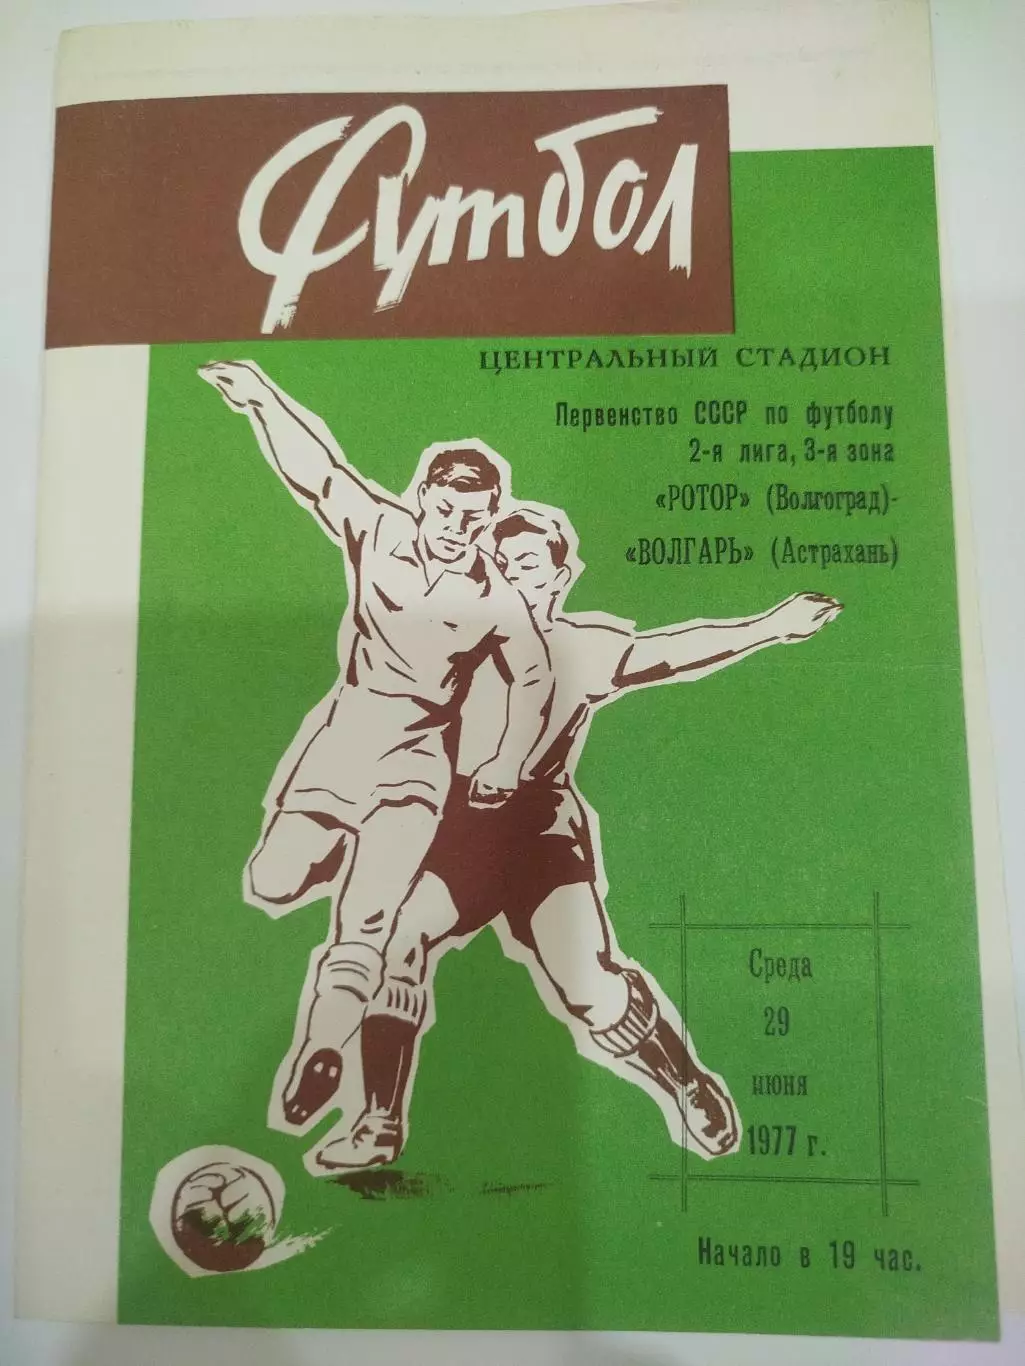 Футбол
ЦЕНТРАЛЬНЫЙ СТАДИОН
Первенство СССР по футболу
2-я лига, 3-я зона
«РОТОР» (Волгоград)-
«ВОЛГАРЬ» (Астрахань)
Среда
29
июня
1977 г.
Начало в 19 час.